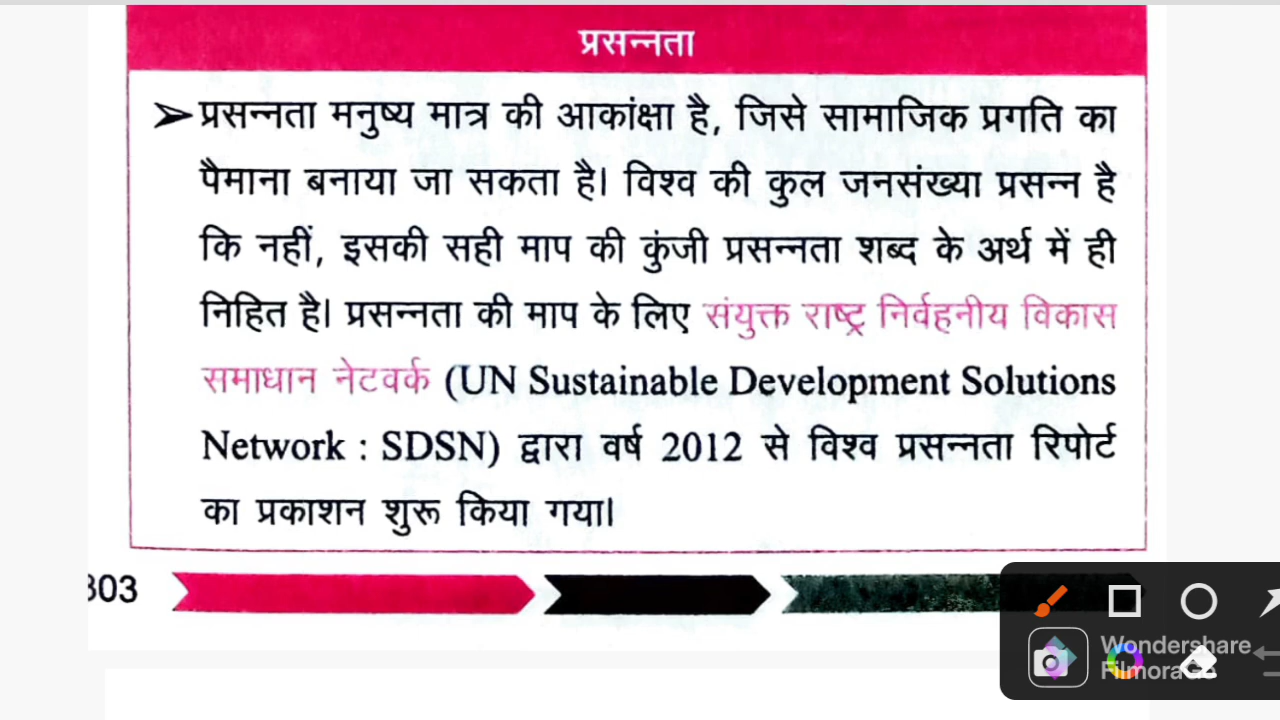 प्रसन्नता
➢ प्रसन्नता मनुष्य मात्र की आकांक्षा है, जिसे सामाजिक प्रगति का
पैमाना बनाया जा सकता है। विश्व की कुल जनसंख्या प्रसन्न है
कि नहीं, इसकी सही माप की कुंजी प्रसन्नता शब्द के अर्थ में ही
निहित है। प्रसन्नता की माप के लिए संयुक्त राष्ट्र निर्वहनीय विकास
समाधान नेटवर्क (UN Sustainable Development Solutions
Network : SDSN) द्वारा वर्ष 2012 से विश्व प्रसन्नता रिपोर्ट
का प्रकाशन शुरू किया गया।
303
Wondershare
FilmoraGo